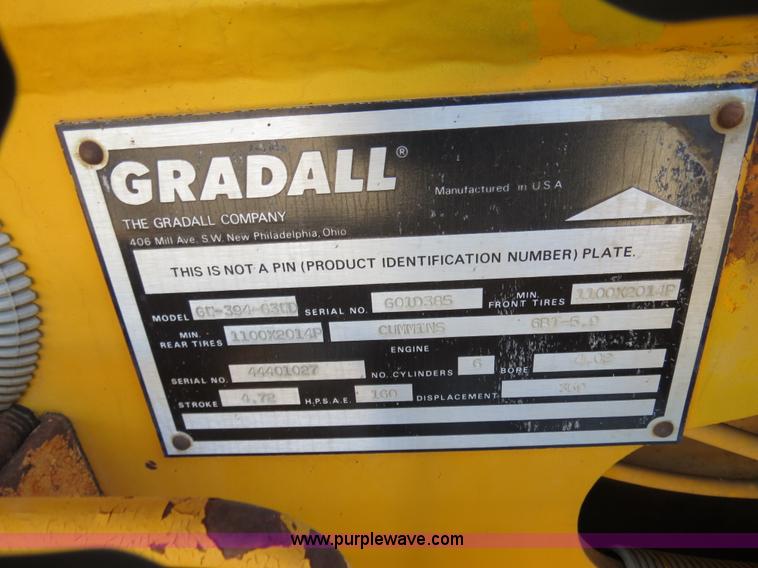 GRADALL®
Manufactured in U.S.A
THE GRADALL COMPANY
406 Mill Ave. S.W. New Philadelphia, Ohio
THIS IS NOT A PIN (PRODUCT IDENTIFICATION NUMBER) PLATE.
MODEL SERIAL NO. G01D385 MIN. FRONT TIRES 1100X2014P
MIN. REAR TIRES 1100X2014P CUMMINS
ENGINE
SERIAL NO. 44401027 NO. CYLINDERS 6 BORE 4.02
STROKE 4.72 H.P.S.A.E. 160 DISPLACEMENT
www.purplewave.com